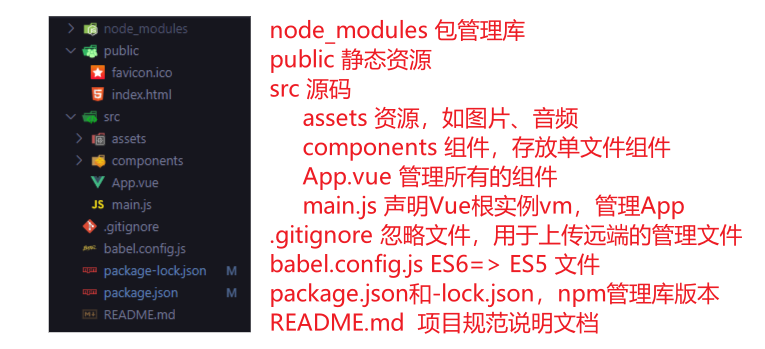 node_modules
public
favicon.ico
index.html
src
assets
components
App.vue
JS main.js
.gitignore
babel.config.js
package-lock.json M
package.json M
README.md
node_modules 包管理库
public 静态资源
src 源码
assets 资源，如图片、音频
components 组件，存放单文件组件
App.vue 管理所有的组件
main.js 声明Vue根实例vm，管理App
.gitignore 忽略文件，用于上传远端的管理文件
babel.config.js ES6=> ES5 文件
package.json和-lock.json，npm管理库版本
README.md 项目规范说明文档